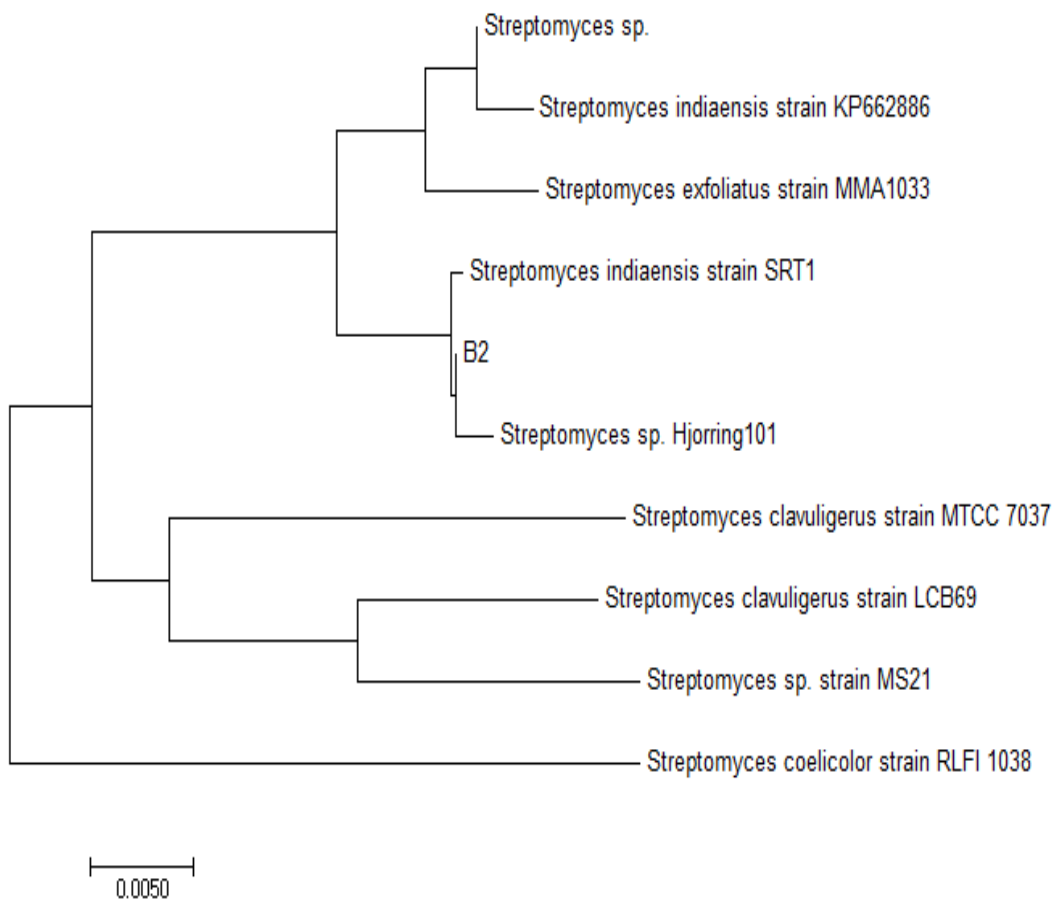 Streptomyces sp.
Streptomyces indiaensis strain KP662886
Streptomyces exfoliatus strain MMA1033
Streptomyces indiaensis strain SRT1
B2
Streptomyces sp. Hjorring101
Streptomyces clavuligerus strain MTCC 7037
Streptomyces clavuligerus strain LCB69
Streptomyces sp. strain MS21
Streptomyces coelicolor strain RLFI 1038
0.0050